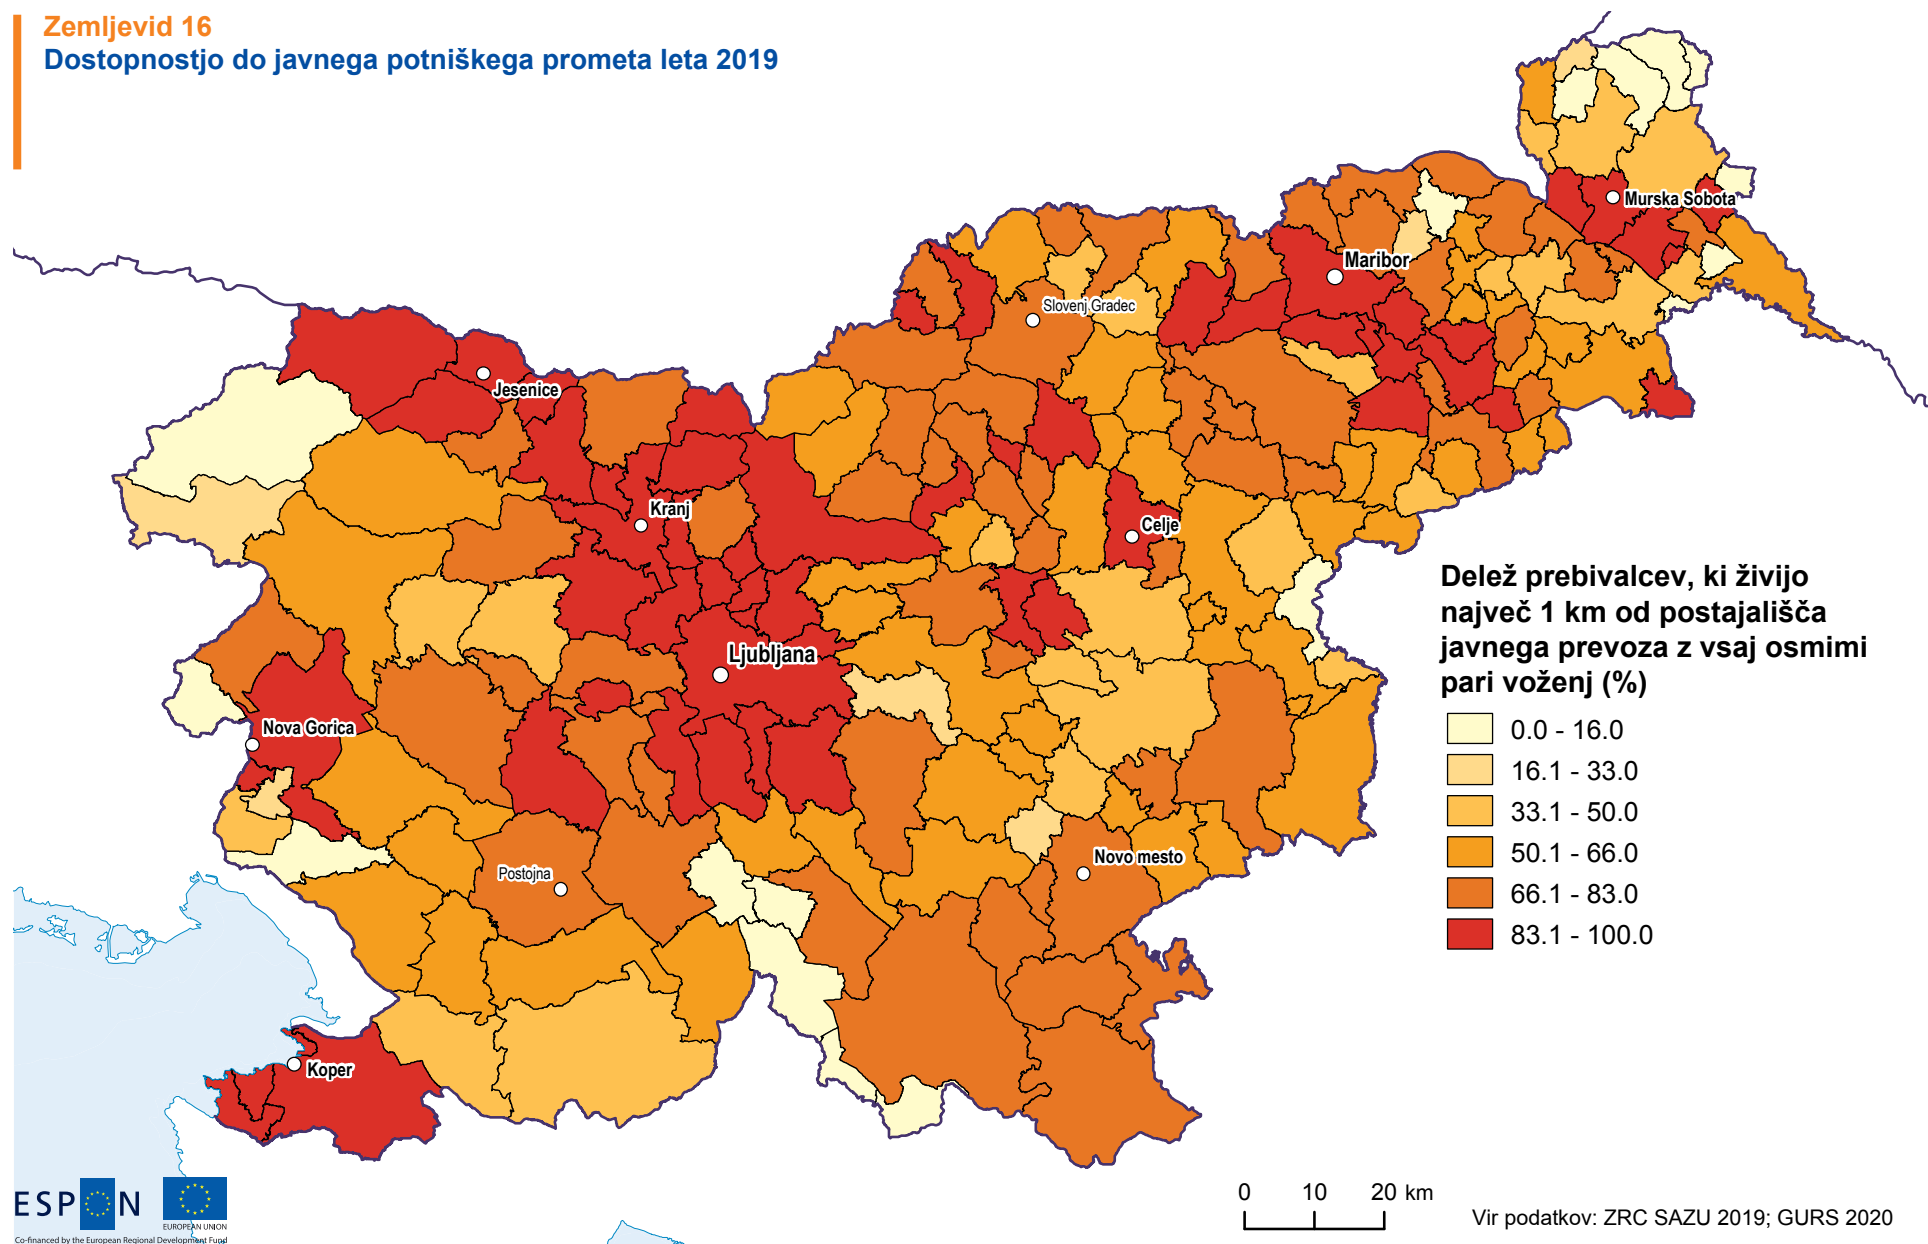 Zemljevid 16
Dostopnostjo do javnega potniškega prometa leta 2019
Murska Sobota
Maribor
Slovenj Gradec
Jesenice
Kranj
Celje
Ljubljana
Nova Gorica
Novo mesto
Postojna
Koper
Delež prebivalcev, ki živijo
največ 1 km od postajališča
javnega prevoza z vsaj osmimi
pari voženj (%)
0.0 - 16.0
16.1 - 33.0
33.1 - 50.0
50.1 - 66.0
66.1 - 83.0
83.1 - 100.0
0 10 20 km
Vir podatkov: ZRC SAZU 2019; GURS 2020
ESPON
EUROPEAN UNION
Co-financed by the European Regional Development Fund